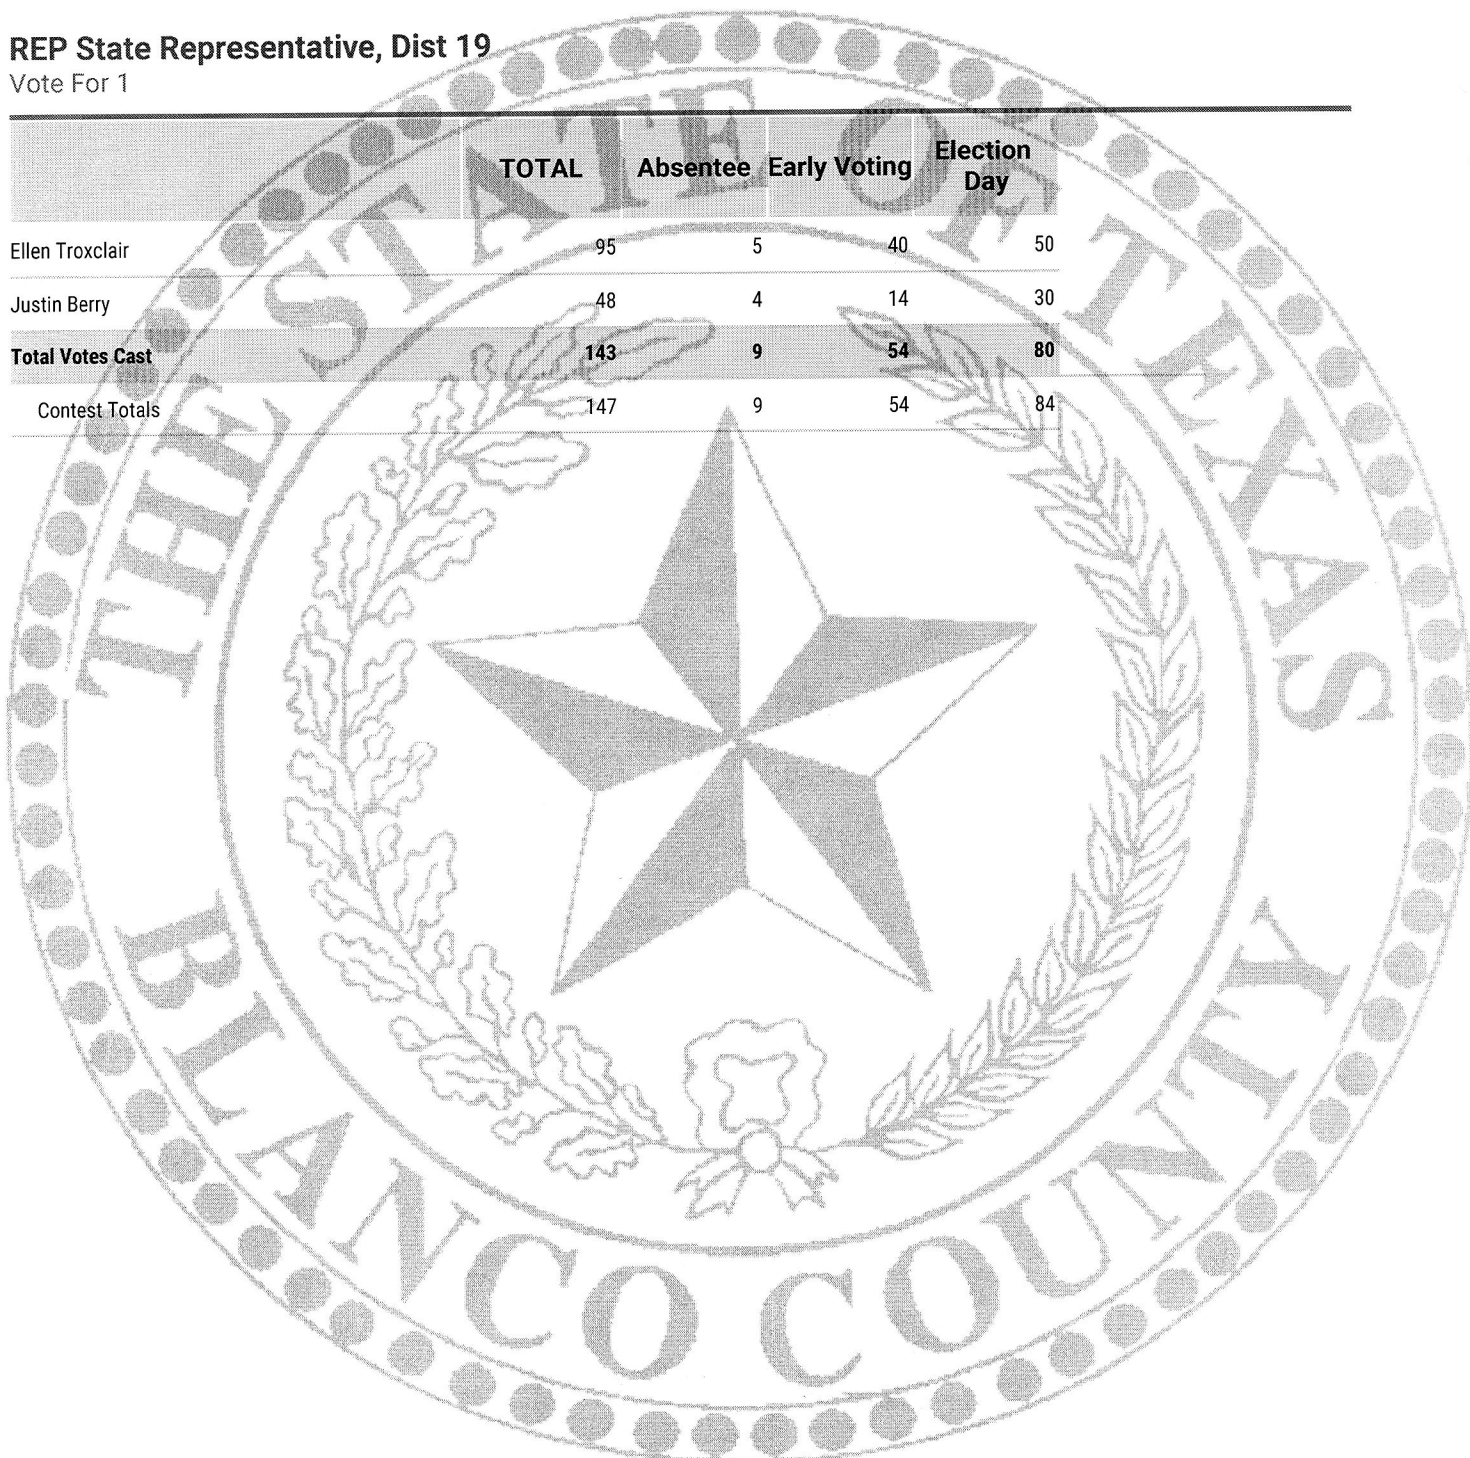 REP State Representative, Dist 19
Vote For 1
TOTAL Absentee Early Voting Election Day
Ellen Troxclair 95 5 40 50
Justin Berry 48 4 14 30
Total Votes Cast 143 9 54 80
Contest Totals 147 9 54 84
THE STATE OF TEXAS
BLANCO COUNTY